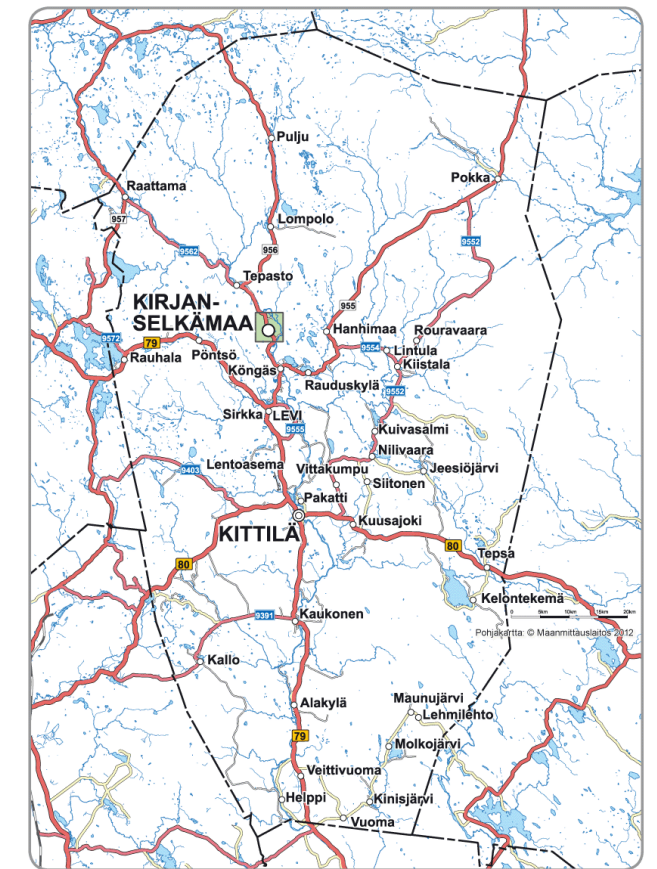 Pulju
Pokka
Raattama
957
Lompolo
9562
956
9552
Tepasto
KIRJAN-
SELKÄMAA
955
Hanhimaa
Rouravaara
9572
79
9554
Lintula
Rauhala
Pöntsö
Köngäs
Kiistala
Rauduskylä
9552
Sirkka
LEVI
9555
Kuivasalmi
Nilivaara
Lentoasema
9403
Vittakumpu
Jeesiöjärvi
Siitonen
Pakatti
KITTILÄ
Kuusajoki
80
80
Tepsa
Kelontekemä
0 5km 10km 15km 20km
9391
Kaukonen
Pohjakartta: © Maanmittauslaitos 2012
Kallo
Alakylä
Maunujärvi
Lehmilehto
79
Molkojärvi
Veittivuoma
Helppi
Kinisjärvi
Vuoma